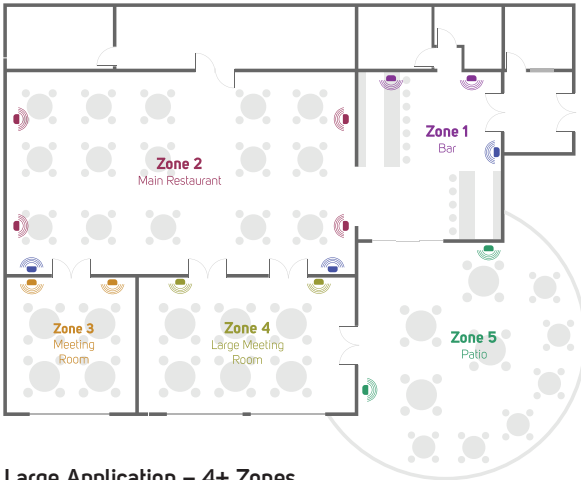 Zone 1
Bar
Zone 2
Main Restaurant
Zone 3
Meeting
Room
Zone 4
Large Meeting
Room
Zone 5
Patio
Large Application – 4+ Zones